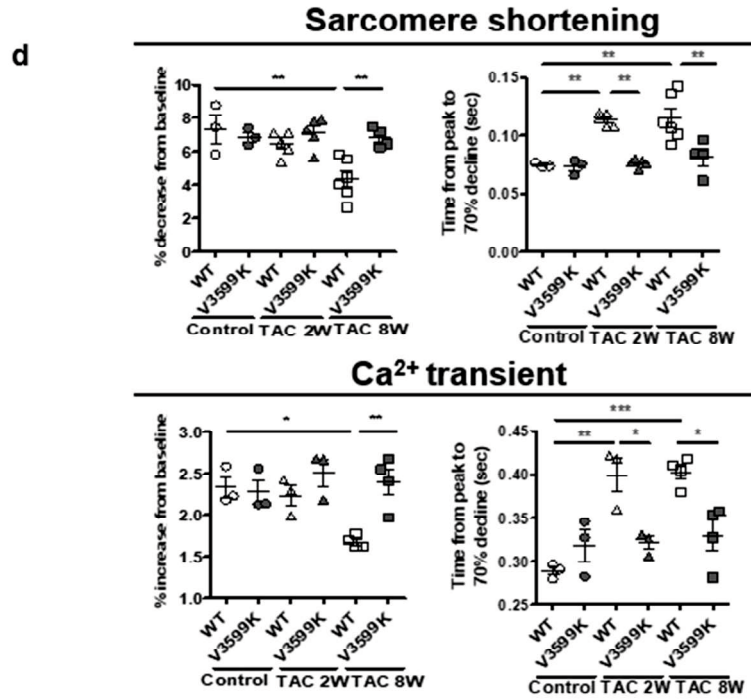 d
Sarcomere shortening
% decrease from baseline
10
8
6
4
2
0
** **
WT V3599K WT V3599K WT V3599K
Control TAC 2W TAC 8W
Time from peak to
70% decline (sec)
0.15
0.10
0.05
0.00
** **
** **
WT V3599K WT V3599K WT V3599K
Control TAC 2W TAC 8W
Ca²⁺ transient
% increase from baseline
3.0
2.5
2.0
1.5
1.0
* **
WT V3599K WT V3599K WT V3599K
Control TAC 2W TAC 8W
Time from peak to
70% decline (sec)
0.45
0.40
0.35
0.30
0.25
***
** * *
WT V3599K WT V3599K WT V3599K
Control TAC 2W TAC 8W